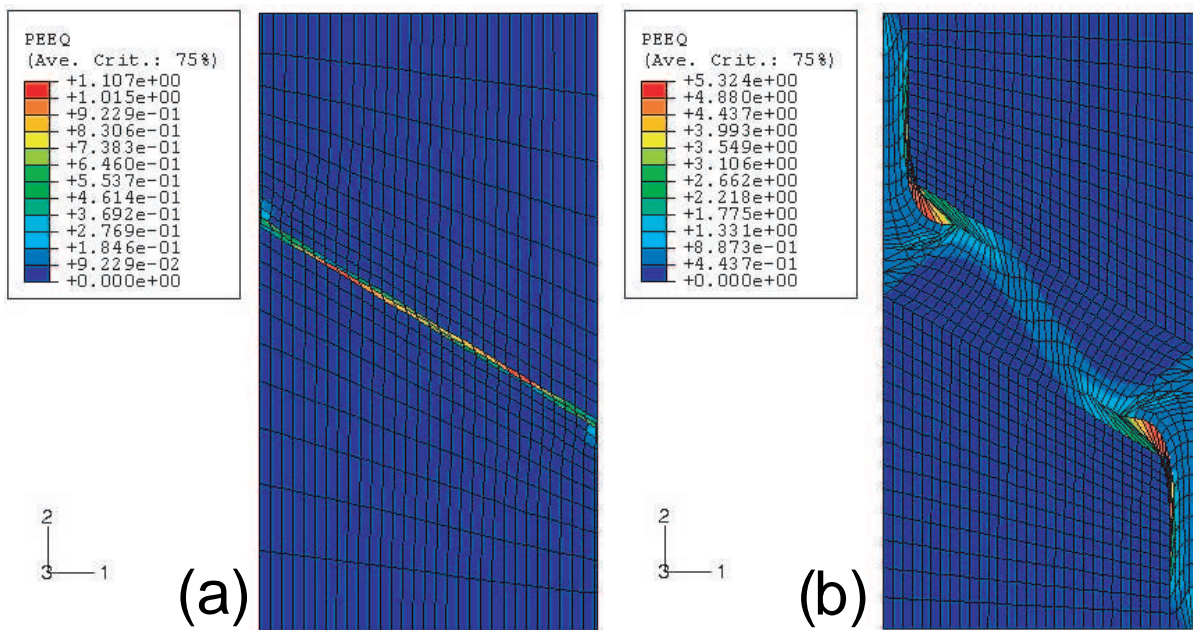 PEEQ
(Ave. Crit.: 75%)
+1.107e+00
+1.015e+00
+9.229e-01
+8.306e-01
+7.383e-01
+6.460e-01
+5.537e-01
+4.614e-01
+3.692e-01
+2.769e-01
+1.846e-01
+9.229e-02
+0.000e+00
2
3 1
(a)
PEEQ
(Ave. Crit.: 75%)
+5.324e+00
+4.880e+00
+4.437e+00
+3.993e+00
+3.549e+00
+3.106e+00
+2.662e+00
+2.218e+00
+1.775e+00
+1.331e+00
+8.873e-01
+4.437e-01
+0.000e+00
2
3 1
(b)